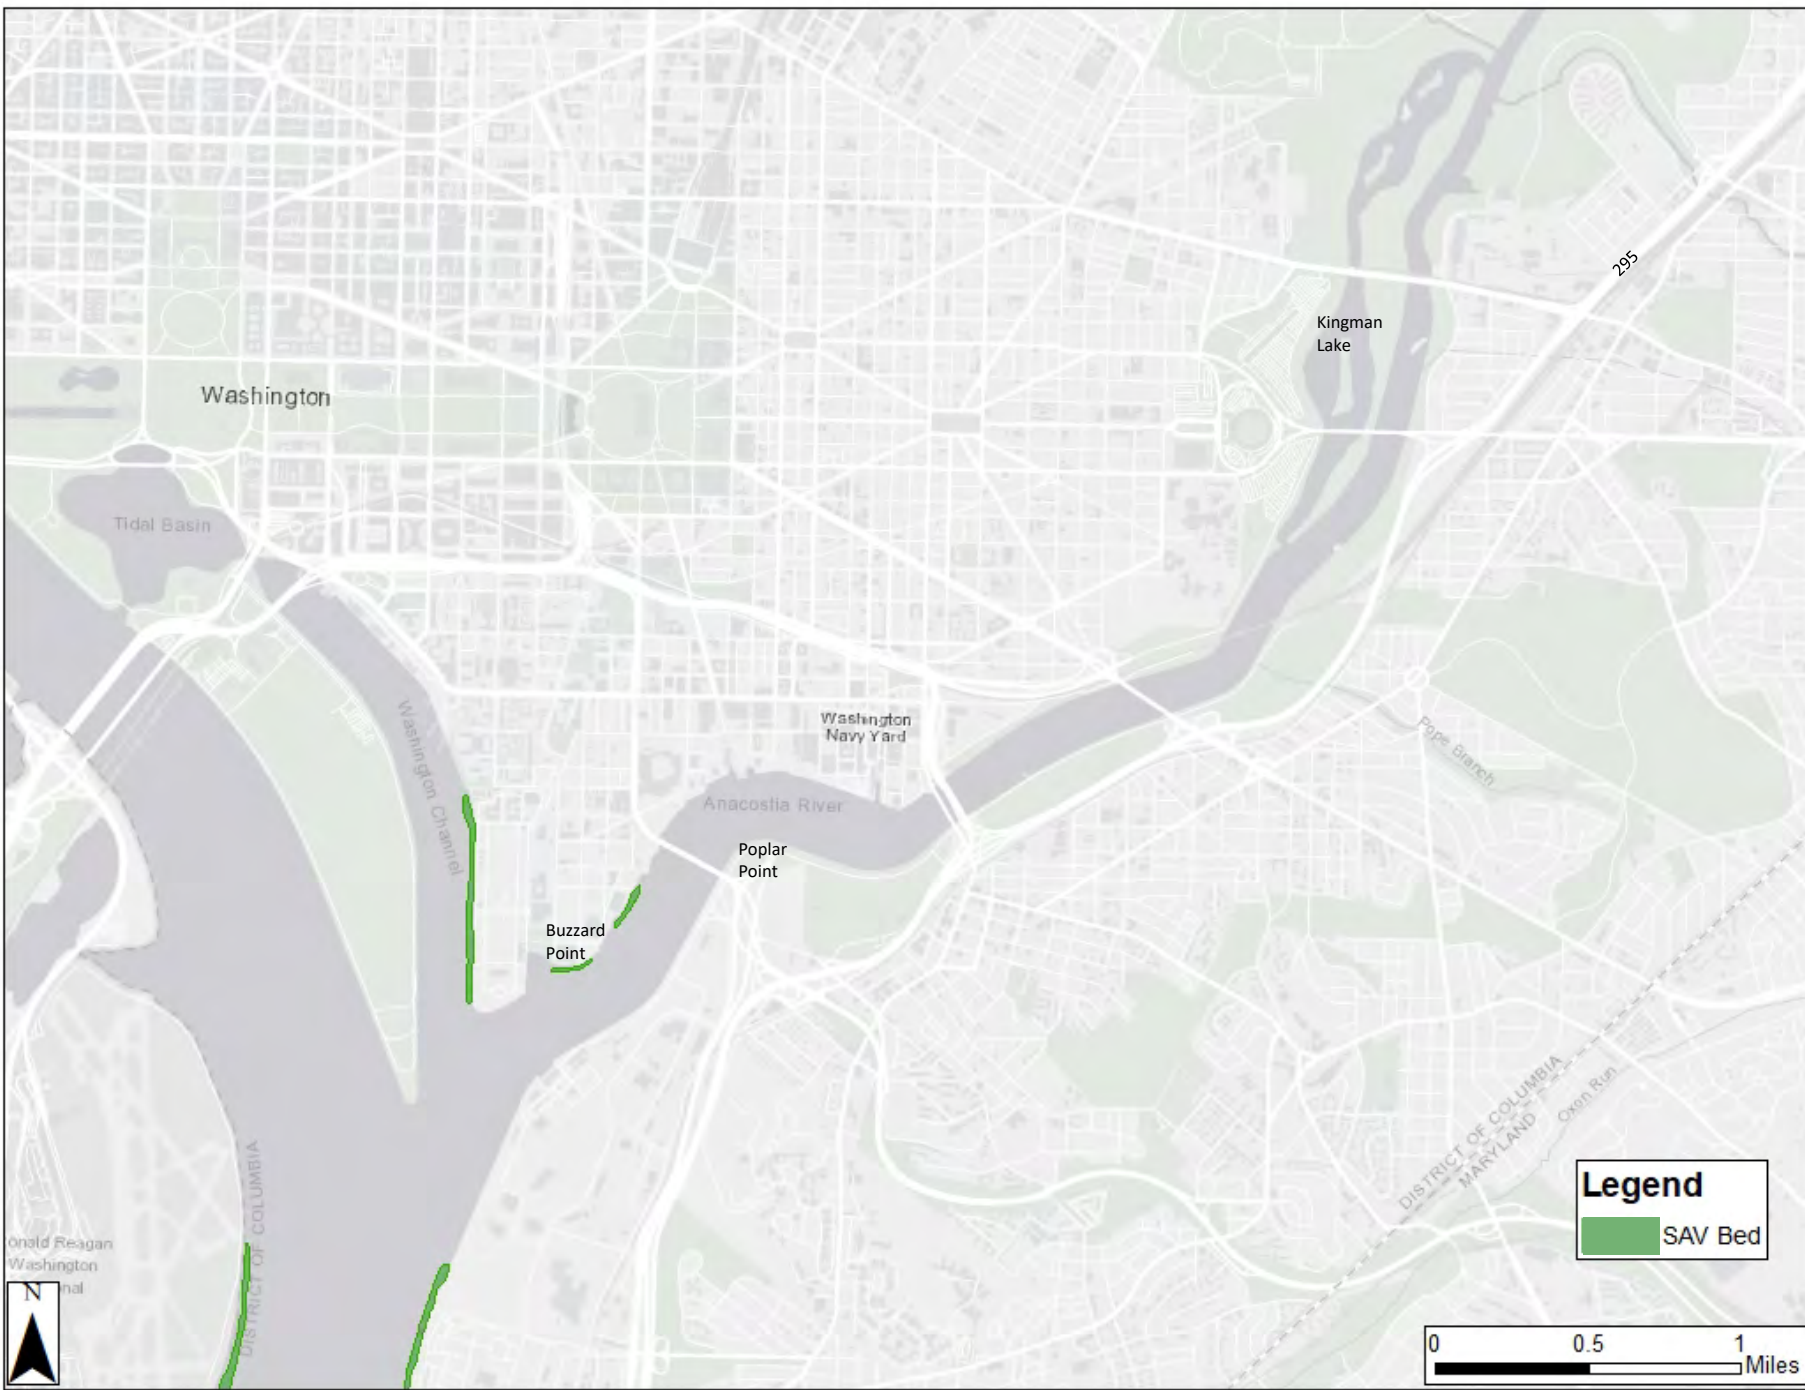 295
Kingman
Lake
Washington
Tidal Basin
Washington Channel
Washington
Navy Yard
Anacostia River
Pope Branch
Poplar
Point
Buzzard
Point
DISTRICT OF COLUMBIA
MARYLAND
Oxon Run
DISTRICT OF COLUMBIA
onald Reagan
Washington
nal
N
Legend
SAV Bed
0 0.5 1
Miles